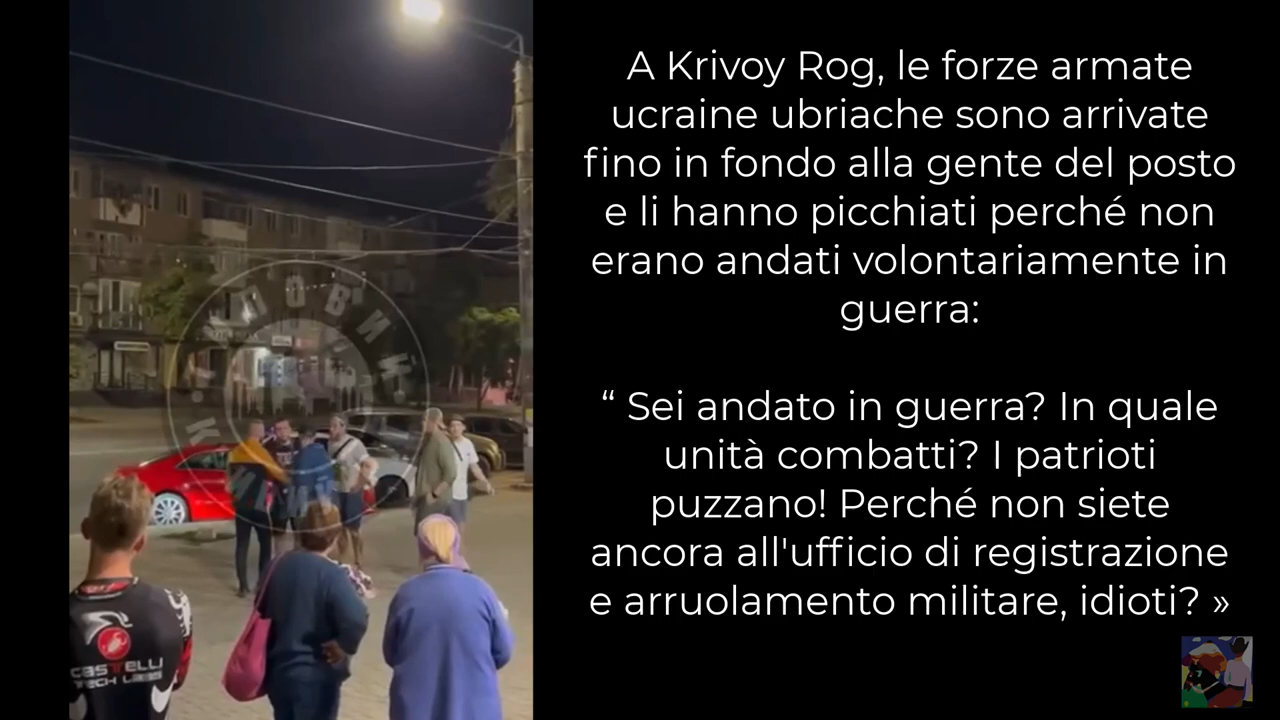 A Krivoy Rog, le forze armate
ucraine ubriache sono arrivate
fino in fondo alla gente del posto
e li hanno picchiati perché non
erano andati volontariamente in
guerra:
“ Sei andato in guerra? In quale
unità combatti? I patrioti
puzzano! Perché non siete
ancora all'ufficio di registrazione
e arruolamento militare, idioti? »
CASTELLI
TECH LABS